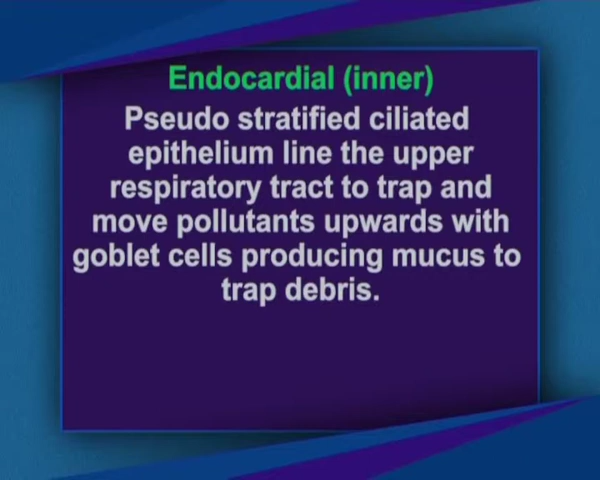 Endocardial (inner)
Pseudo stratified ciliated
epithelium line the upper
respiratory tract to trap and
move pollutants upwards with
goblet cells producing mucus to
trap debris.